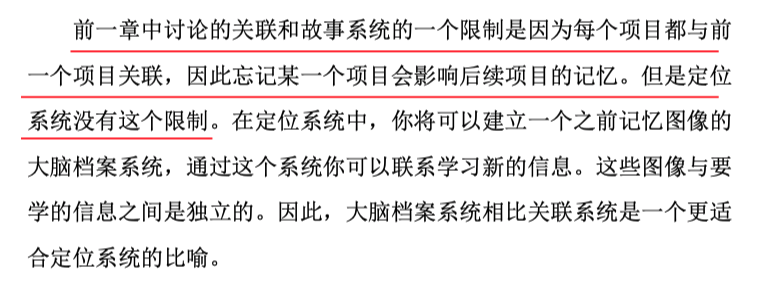 前一章中讨论的关联和故事系统的一个限制是因为每个项目都与前
一个项目关联，因此忘记某一个项目会影响后续项目的记忆。但是定位
系统没有这个限制。在定位系统中，你将可以建立一个之前记忆图像的
大脑档案系统，通过这个系统你可以联系学习新的信息。这些图像与要
学的信息之间是独立的。因此，大脑档案系统相比关联系统是一个更适
合定位系统的比喻。